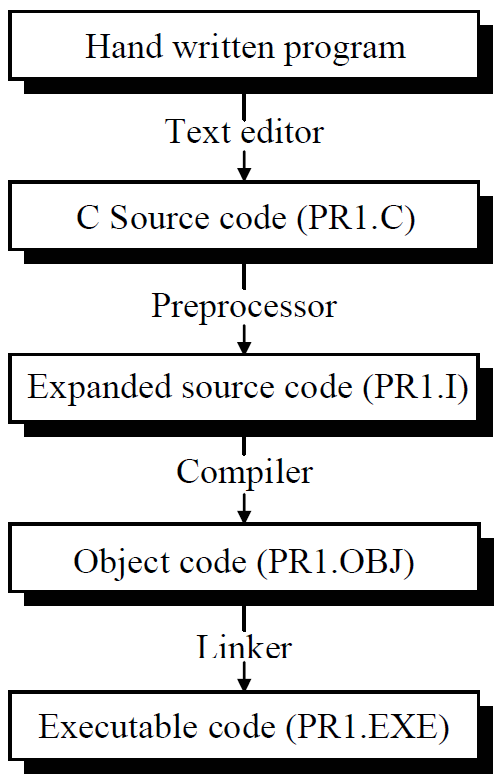 Hand written program
Text editor
C Source code (PR1.C)
Preprocessor
Expanded source code (PR1.I)
Compiler
Object code (PR1.OBJ)
Linker
Executable code (PR1.EXE)